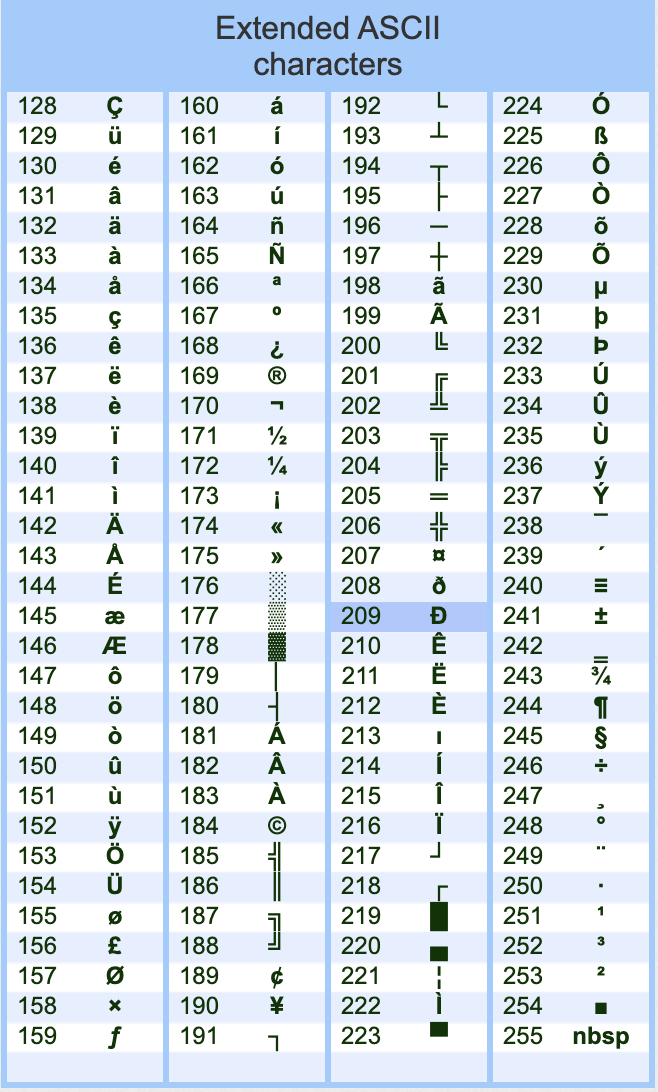 Extended ASCII
characters
128 Ç 160 á 192 └ 224 Ó
129 ü 161 í 193 ┴ 225 ß
130 é 162 ó 194 ┬ 226 Ô
131 â 163 ú 195 ├ 227 Ò
132 ä 164 ñ 196 ─ 228 õ
133 à 165 Ñ 197 ┼ 229 Õ
134 å 166 ª 198 ã 230 µ
135 ç 167 º 199 Ã 231 þ
136 ê 168 ¿ 200 ╚ 232 Þ
137 ë 169 ® 201 ╔ 233 Ú
138 è 170 ¬ 202 ╩ 234 Û
139 ï 171 ½ 203 ╦ 235 Ù
140 î 172 ¼ 204 ╠ 236 ý
141 ì 173 ¡ 205 ═ 237 Ý
142 Ä 174 « 206 ╬ 238 ¯
143 Å 175 » 207 ¤ 239 ´
144 É 176 ░ 208 ð 240 ≡
145 æ 177 ▒ 209 Ð 241 ±
146 Æ 178 ▓ 210 Ê 242 ‗
147 ô 179 │ 211 Ë 243 ¾
148 ö 180 ┤ 212 È 244 ¶
149 ò 181 Á 213 ı 245 §
150 û 182 Â 214 Í 246 ÷
151 ù 183 À 215 Î 247 ¸
152 ÿ 184 © 216 Ï 248 °
153 Ö 185 ╣ 217 ┘ 249 ¨
154 Ü 186 ║ 218 ┌ 250 ·
155 ø 187 ╗ 219 █ 251 ¹
156 £ 188 ╝ 220 ▄ 252 ³
157 Ø 189 ¢ 221 ¦ 253 ²
158 × 190 ¥ 222 Ì 254 ■
159 ƒ 191 ┐ 223 ▀ 255 nbsp